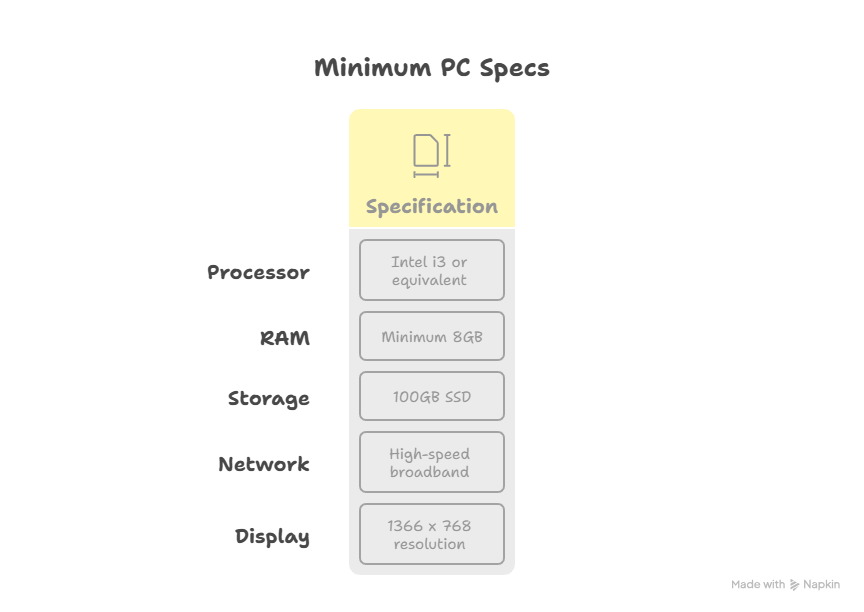 Minimum PC Specs
Specification
Processor
Intel i3 or
equivalent
RAM
Minimum 8GB
Storage
100GB SSD
Network
High-speed
broadband
Display
1366 x 768
resolution
Made with Napkin